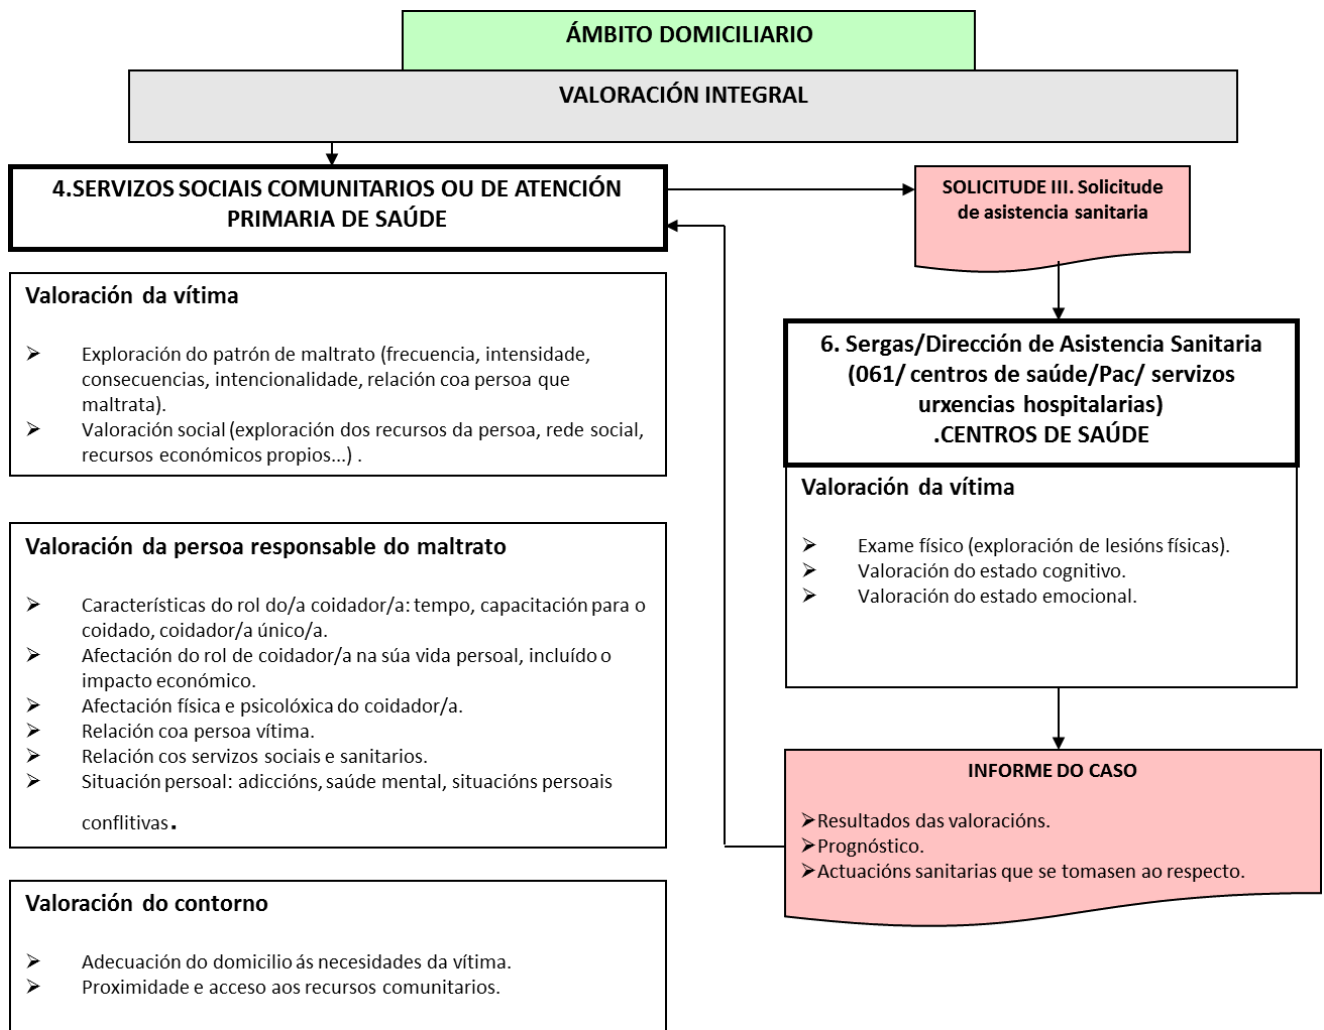 ÁMBITO DOMICILIARIO
VALORACIÓN INTEGRAL
4.SERVIZOS SOCIAIS COMUNITARIOS OU DE ATENCIÓN
PRIMARIA DE SAÚDE
Valoración da vítima
➢ Exploración do patrón de maltrato (frecuencia, intensidade,
consecuencias, intencionalidade, relación coa persoa que
maltrata).
➢ Valoración social (exploración dos recursos da persoa, rede social,
recursos económicos propios...) .
Valoración da persoa responsable do maltrato
➢ Características do rol do/a coidador/a: tempo, capacitación para o
coidado, coidador/a único/a.
➢ Afectación do rol de coidador/a na súa vida persoal, incluído o
impacto económico.
➢ Afectación física e psicolóxica do coidador/a.
➢ Relación coa persoa vítima.
➢ Relación cos servizos sociais e sanitarios.
➢ Situación persoal: adiccións, saúde mental, situacións persoais
conflitivas.
Valoración do contorno
➢ Adecuación do domicilio ás necesidades da vítima.
➢ Proximidade e acceso aos recursos comunitarios.
SOLICITUDE III. Solicitude
de asistencia sanitaria
6. Sergas/Dirección de Asistencia Sanitaria
(061/ centros de saúde/Pac/ servizos
urxencias hospitalarias)
.CENTROS DE SAÚDE
Valoración da vítima
➢ Exame físico (exploración de lesións físicas).
➢ Valoración do estado cognitivo.
➢ Valoración do estado emocional.
INFORME DO CASO
➢Resultados das valoracións.
➢Prognóstico.
➢Actuacións sanitarias que se tomasen ao respecto.